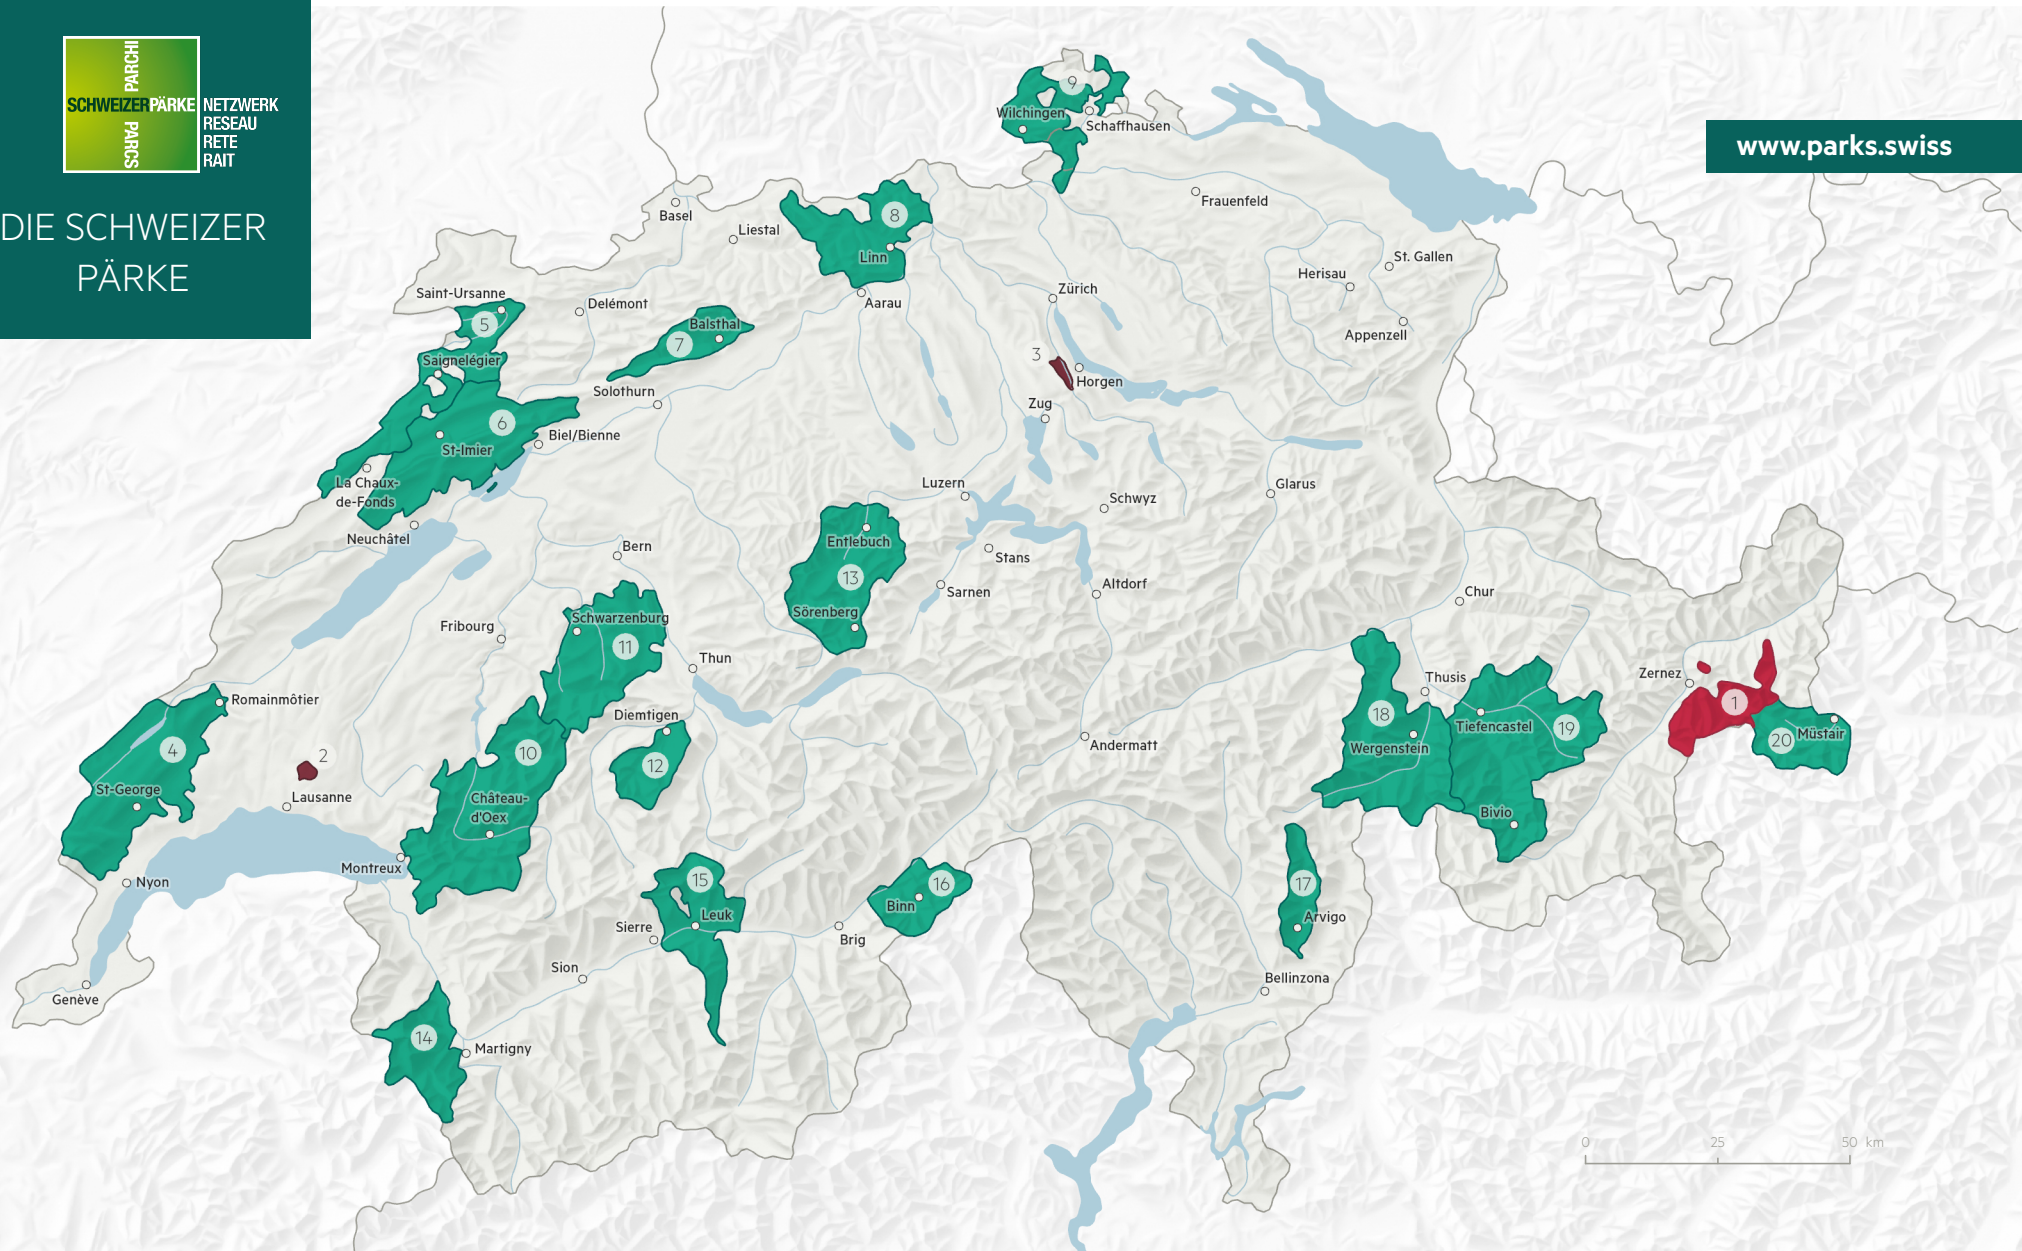 PARCHI
SCHWEIZERPÄRKE
PARCS
NETZWERK
RESEAU
RETE
RAIT
DIE SCHWEIZER
PÄRKE
www.parks.swiss
9
Wilchingen
Schaffhausen
Frauenfeld
Basel
Liestal
8
Linn
Aarau
Zürich
Herisau
St. Gallen
Appenzell
Saint-Ursanne
5
Delémont
Balsthal
7
Saignelégier
Solothurn
3
Horgen
Zug
6
St-Imier
Biel/Bienne
La Chaux-
de-Fonds
Neuchâtel
Luzern
Schwyz
Glarus
Entlebuch
13
Sörenberg
Stans
Sarnen
Altdorf
Bern
Chur
Fribourg
Schwarzenburg
11
Thun
Romainmôtier
4
St-George
2
Lausanne
Diemtigen
10
12
Château-
d'Oex
Andermatt
Thusis
18
Wergenstein
Tiefencastel
19
Bivio
Zernez
1
20
Müstair
Montreux
Nyon
Genève
15
Leuk
Sierre
Sion
16
Binn
Brig
17
Arvigo
Bellinzona
14
Martigny
0
25
50 km